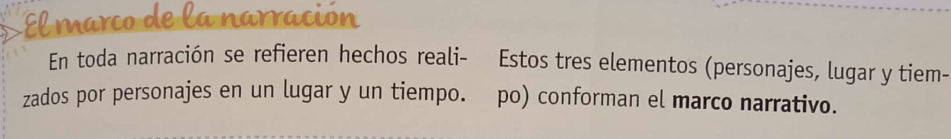 El marco de la narración
En toda narración se refieren hechos reali-
zados por personajes en un lugar y un tiempo.
Estos tres elementos (personajes, lugar y tiem-
po) conforman el marco narrativo.